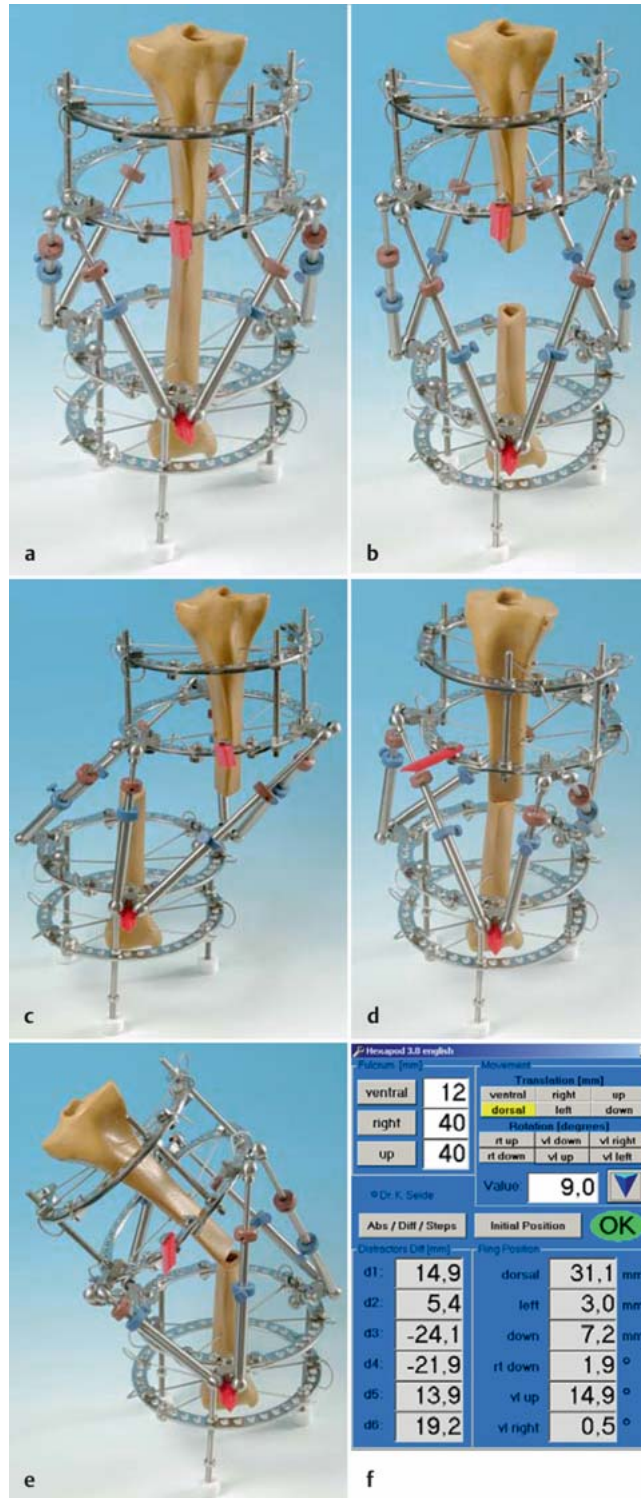 a
b
c
d
Hexapod 3.8 english
Fulcrum [mm]
ventral 12
right 40
up 40
Movement
Translation [mm]
ventral right up
dorsal left down
Rotation [degrees]
rt up vl down vl right
rt down vl up vl left
© Dr. K. Seide
Value: 9,0
Abs / Diff / Steps
Initial Position
OK
Distractors Diff [mm]
d1: 14,9
d2: 5,4
d3: -24,1
d4: -21,9
d5: 13,9
d6: 19,2
Ring Position
dorsal 31,1 mm
left 3,0 mm
down 7,2 mm
rt down 1,9 °
vl up 14,9 °
vl right 0,5 °
e
f